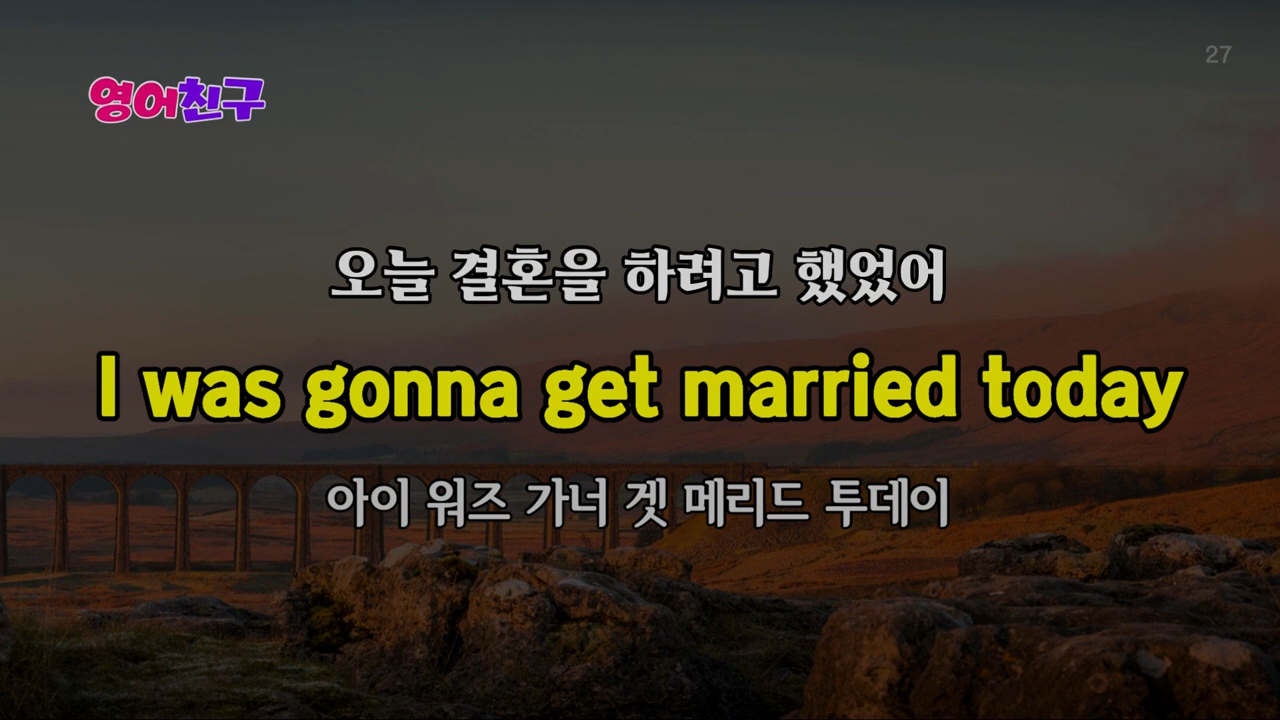 27
영어친구
오늘 결혼을 하려고 했었어
I was gonna get married today
아이 워즈 가너 겟 메리드 투데이